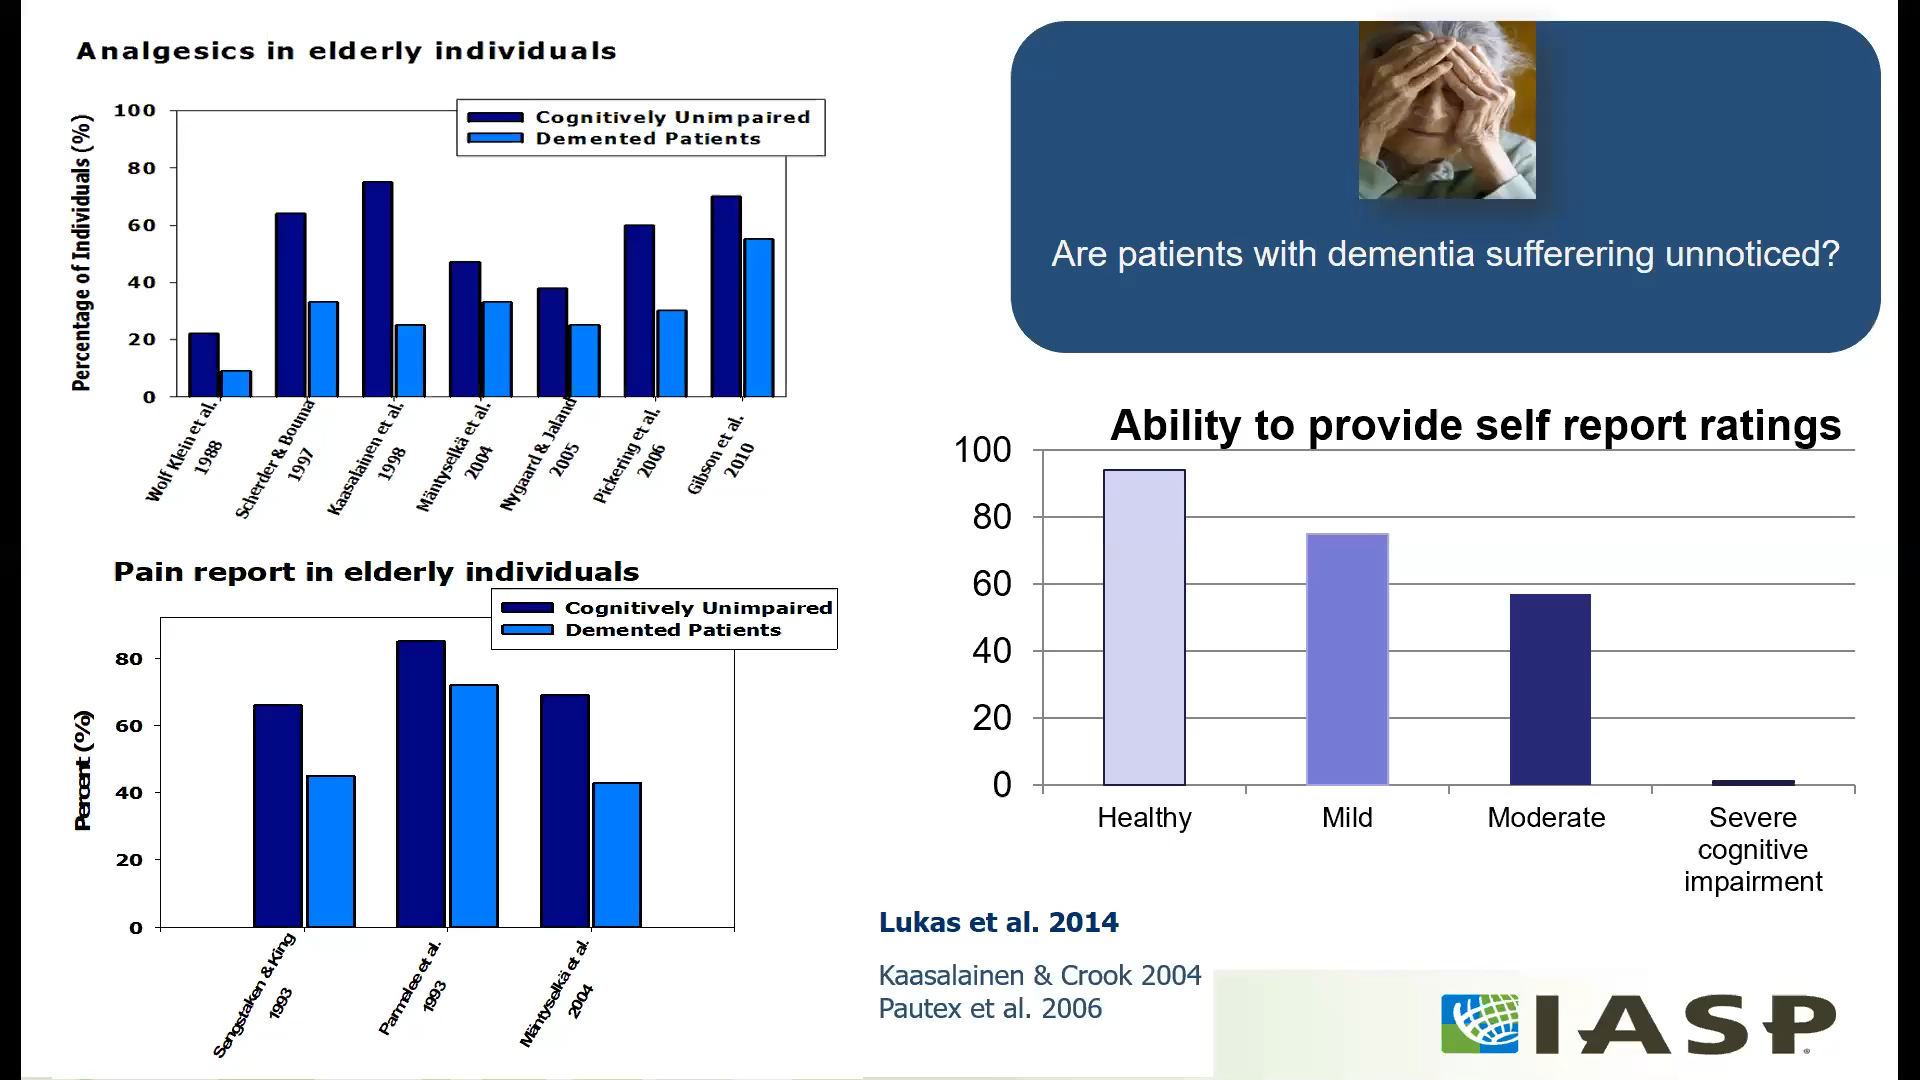 Analgesics in elderly individuals
Percentage of Individuals (%)
100
80
60
40
20
0
Cognitively Unimpaired
Demented Patients
Wolf Klein et al.
1988
Scherder & Bouma
1997
Kaasalainen et al.
1998
Mäntyselkä et al.
2004
Nygaard & Jaland
2005
Pickering et al.
2006
Gibson et al.
2010
Pain report in elderly individuals
Percent (%)
80
60
40
20
0
Cognitively Unimpaired
Demented Patients
Sengstaken & King
1993
Parmelee et al.
1993
Mäntyselkä et al.
2004
Are patients with dementia sufferering unnoticed?
Ability to provide self report ratings
100
80
60
40
20
0
Healthy
Mild
Moderate
Severe
cognitive
impairment
Lukas et al. 2014
Kaasalainen & Crook 2004
Pautex et al. 2006
IASP